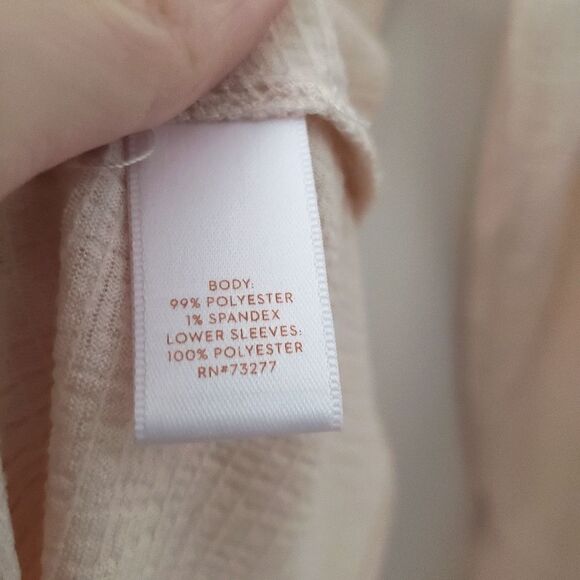 BODY:
99% POLYESTER
1% SPANDEX
LOWER SLEEVES:
100% POLYESTER
RN#73277